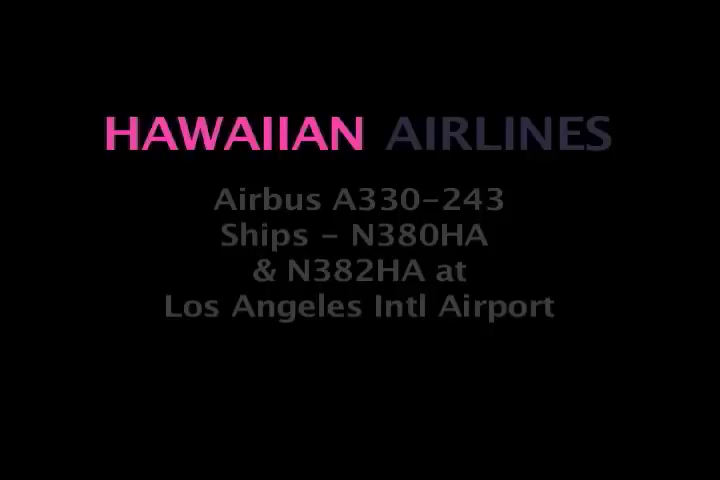 HAWAIIAN AIRLINES
Airbus A330-243
Ships - N380HA
& N382HA at
Los Angeles Intl Airport